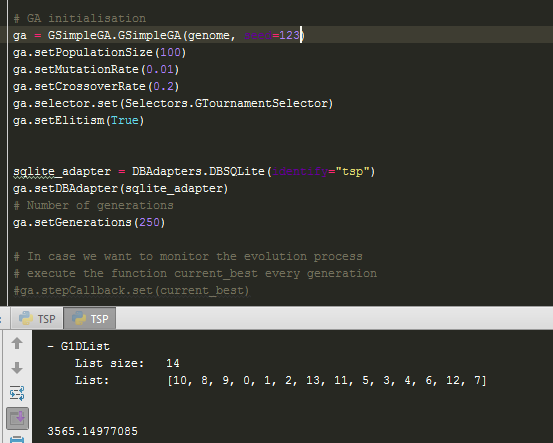 # GA initialisation
ga = GSimpleGA.GSimpleGA(genome, seed=123)
ga.setPopulationSize(100)
ga.setMutationRate(0.01)
ga.setCrossoverRate(0.2)
ga.selector.set(Selectors.GTournamentSelector)
ga.setElitism(True)
sqlite_adapter = DBAdapters.DBSQLite(identify="tsp")
ga.setDBAdapter(sqlite_adapter)
# Number of generations
ga.setGenerations(250)
# In case we want to monitor the evolution process
# execute the function current_best every generation
#ga.stepCallback.set(current_best)
TSP TSP
- G1DList
List size: 14
List: [10, 8, 9, 0, 1, 2, 13, 11, 5, 3, 4, 6, 12, 7]
3565.14977085